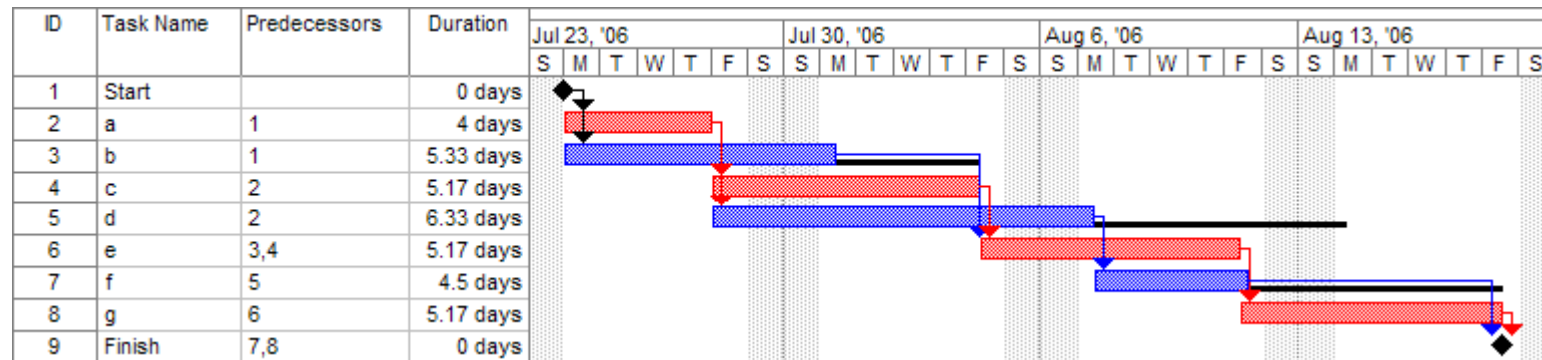 ID Task Name Predecessors Duration Jul 23, '06 Jul 30, '06 Aug 6, '06 Aug 13, '06
S M T W T F S S M T W T F S S M T W T F S S M T W T F S
1 Start 0 days
2 a 1 4 days
3 b 1 5.33 days
4 c 2 5.17 days
5 d 2 6.33 days
6 e 3,4 5.17 days
7 f 5 4.5 days
8 g 6 5.17 days
9 Finish 7,8 0 days